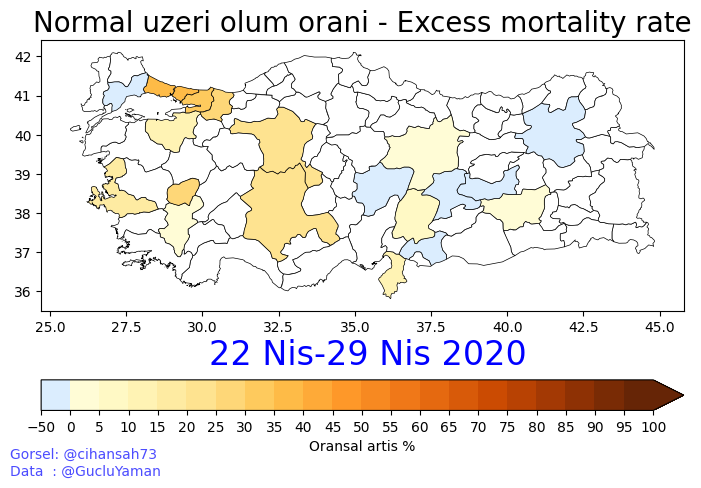 Normal uzeri olum orani - Excess mortality rate
42
41
40
39
38
37
36
25.0 27.5 30.0 32.5 35.0 37.5 40.0 42.5 45.0
22 Nis-29 Nis 2020
−50 0 5 10 15 20 25 30 35 40 45 50 55 60 65 70 75 80 85 90 95 100
Oransal artis %
Gorsel: @cihansah73
Data  : @GucluYaman